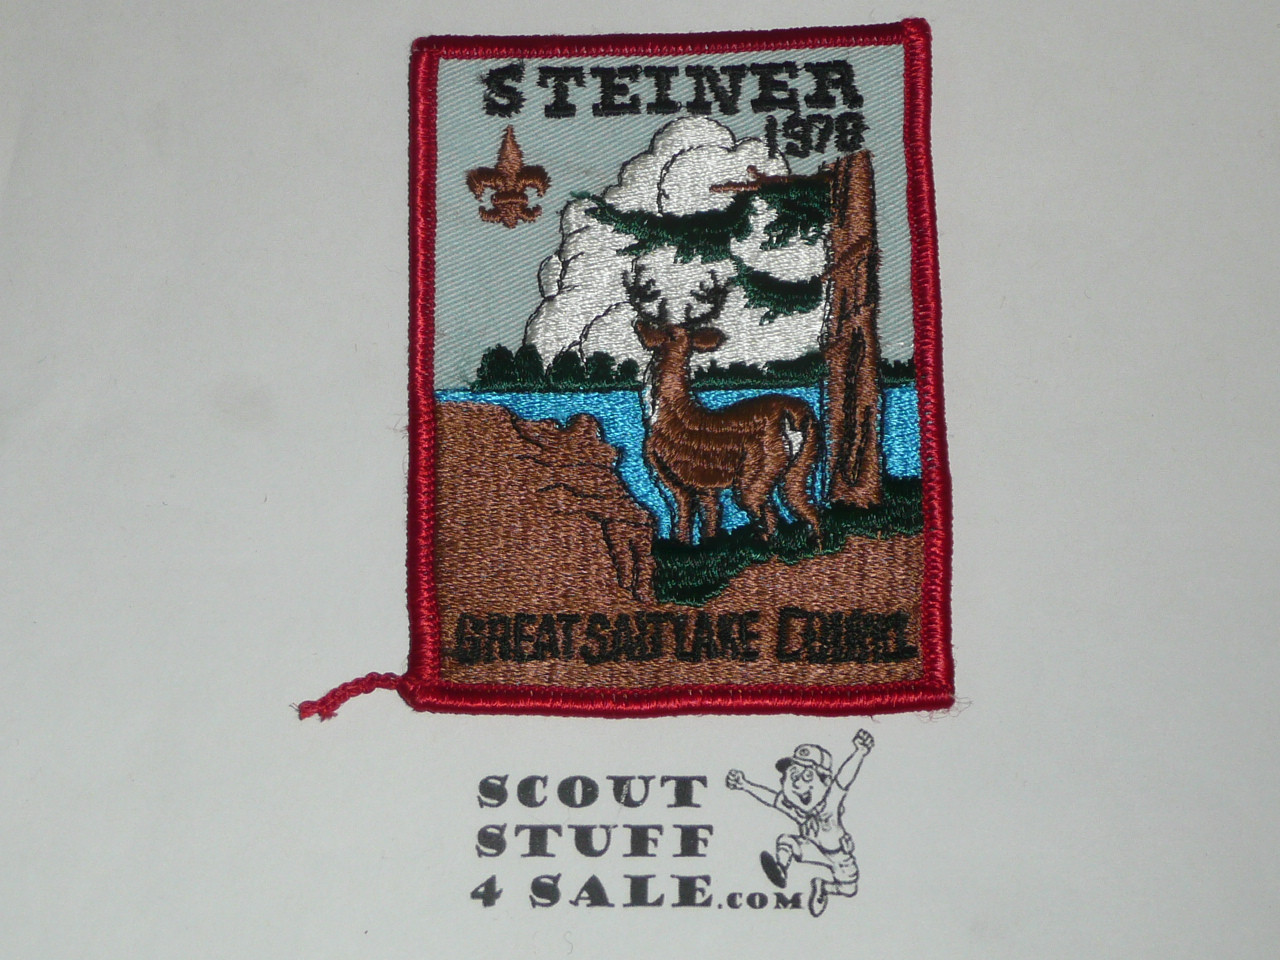 STEINER
1978
GREAT SALT LAKE COUNCIL
SCOUT
STUFF
4 SALE.COM